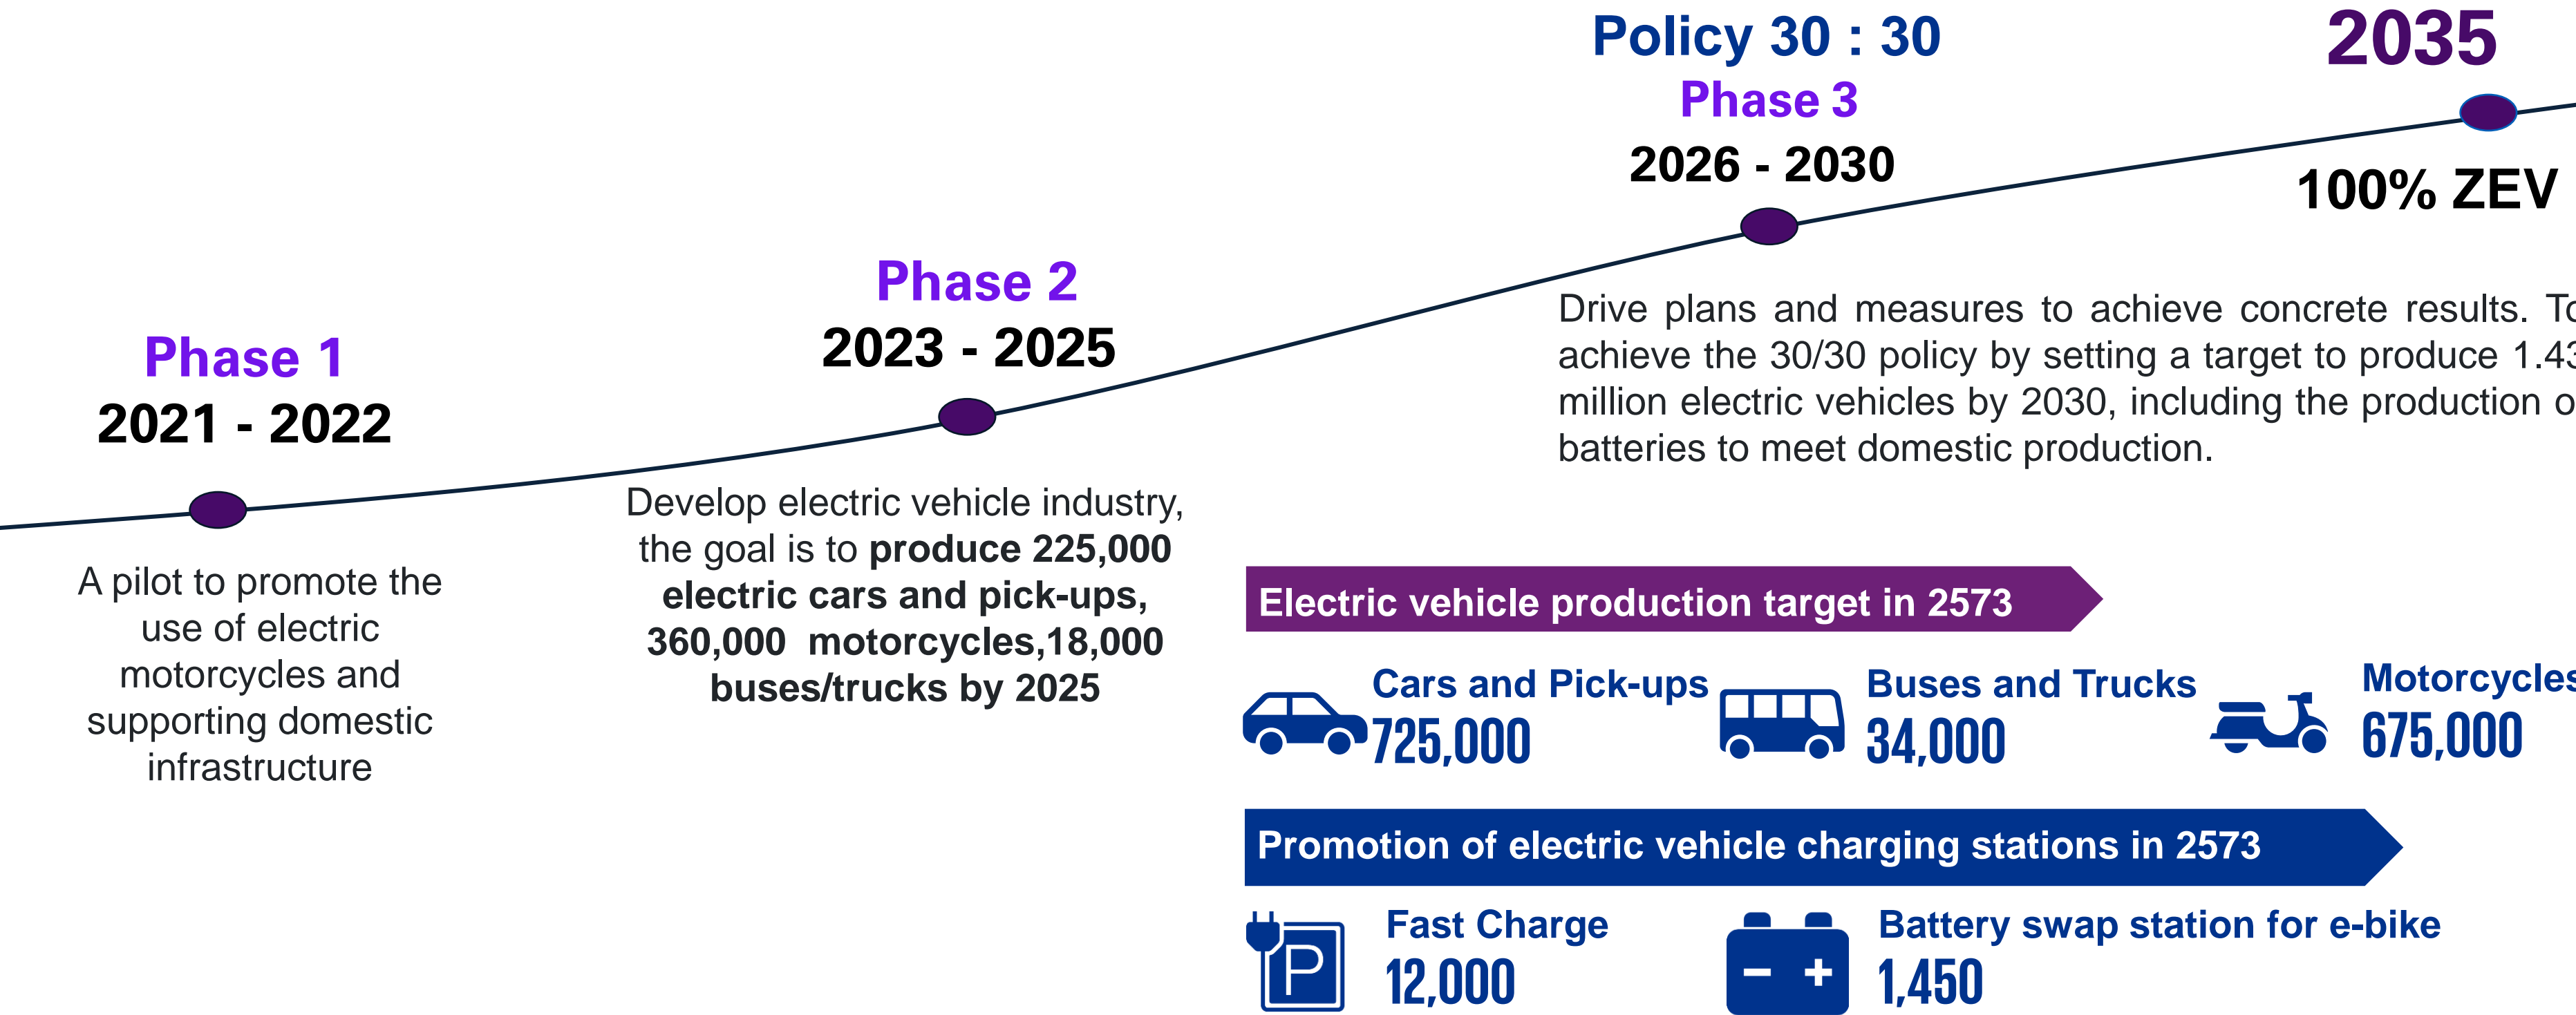 Policy 30 : 30
Phase 3
2026 - 2030
2035
100% ZEV
Phase 2
2023 - 2025
Phase 1
2021 - 2022
Drive plans and measures to achieve concrete results. To
achieve the 30/30 policy by setting a target to produce 1.43
million electric vehicles by 2030, including the production o
batteries to meet domestic production.
Develop electric vehicle industry,
the goal is to produce 225,000
electric cars and pick-ups,
360,000 motorcycles,18,000
buses/trucks by 2025
A pilot to promote the
use of electric
motorcycles and
supporting domestic
infrastructure
Electric vehicle production target in 2573
Cars and Pick-ups
725,000
Buses and Trucks
34,000
Motorcycles
675,000
Promotion of electric vehicle charging stations in 2573
P
Fast Charge
12,000
- +
Battery swap station for e-bike
1,450